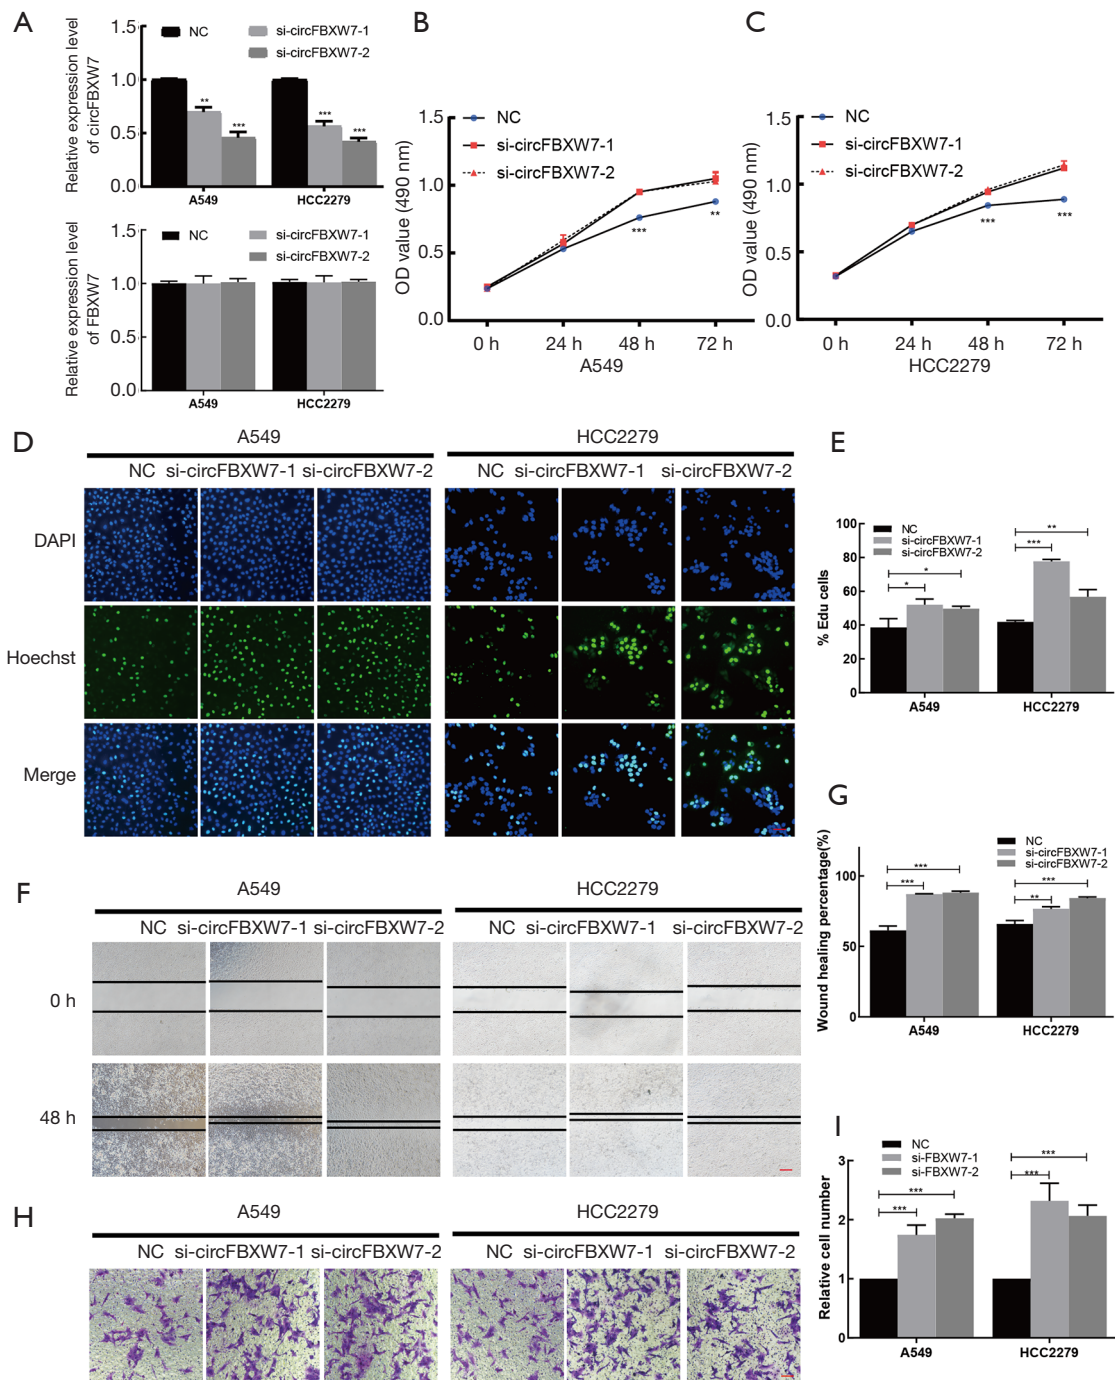 A
Relative expression level
of circFBXW7
1.5
1.0
0.5
0.0
NC
si-circFBXW7-1
si-circFBXW7-2
** *** *** ***
A549 HCC2279
Relative expression level
of FBXW7
1.5
1.0
0.5
0.0
NC
si-circFBXW7-1
si-circFBXW7-2
A549 HCC2279
B
OD value (490 nm)
1.5
1.0
0.5
0.0
NC
si-circFBXW7-1
si-circFBXW7-2
*** **
0 h 24 h 48 h 72 h
A549
C
OD value (490 nm)
1.5
1.0
0.5
0.0
NC
si-circFBXW7-1
si-circFBXW7-2
*** ***
0 h 24 h 48 h 72 h
HCC2279
D
A549 HCC2279
NC si-circFBXW7-1 si-circFBXW7-2 NC si-circFBXW7-1 si-circFBXW7-2
DAPI
Hoechst
Merge
E
% Edu cells
100
80
60
40
20
0
NC
si-circFBXW7-1
si-circFBXW7-2
* * *** **
A549 HCC2279
F
A549 HCC2279
NC si-circFBXW7-1 si-circFBXW7-2 NC si-circFBXW7-1 si-circFBXW7-2
0 h
48 h
G
Wound healing percentage(%)
100
50
0
NC
si-circFBXW7-1
si-circFBXW7-2
*** *** ** ***
A549 HCC2279
H
A549 HCC2279
NC si-circFBXW7-1 si-circFBXW7-2 NC si-circFBXW7-1 si-circFBXW7-2
I
Relative cell number
3
2
1
0
NC
si-FBXW7-1
si-FBXW7-2
*** *** *** ***
A549 HCC2279